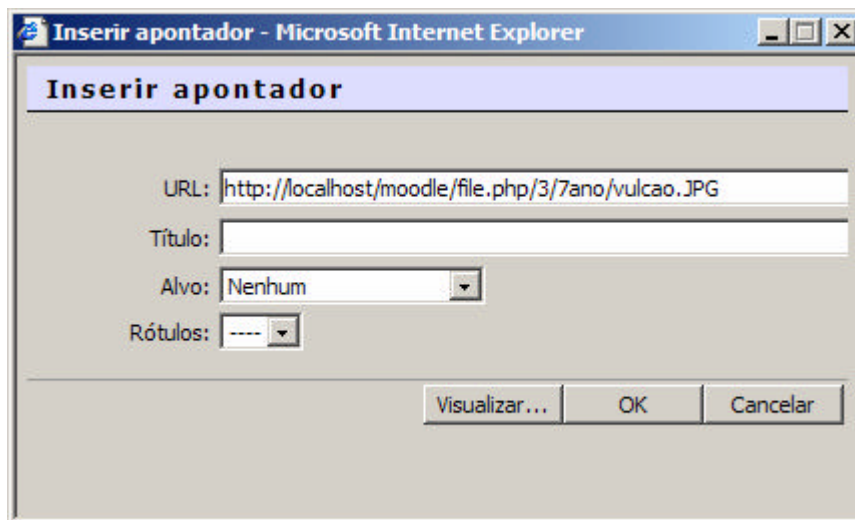 Inserir apontador - Microsoft Internet Explorer
Inserir apontador
URL: http://localhost/moodle/file.php/3/7ano/vulcao.JPG
Título:
Alvo: Nenhum
Rótulos: ----
Visualizar... OK Cancelar